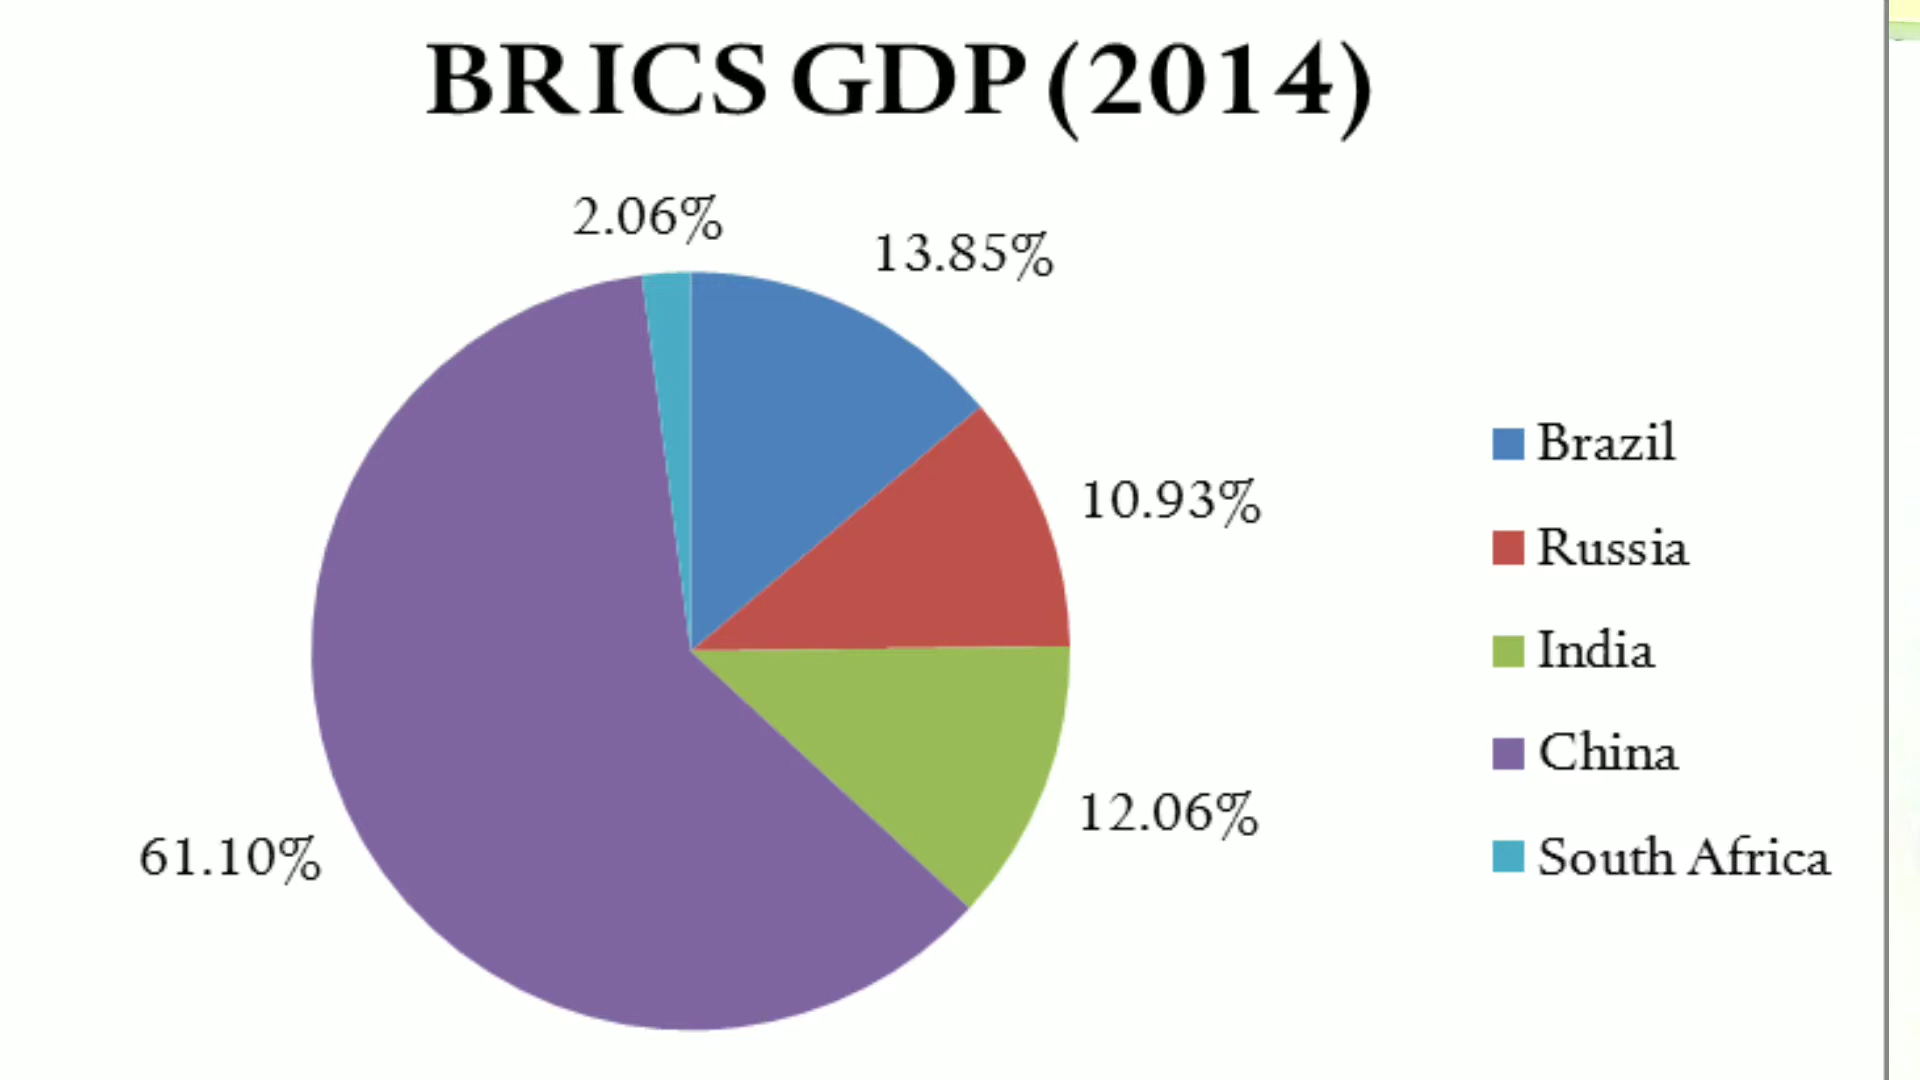 BRICS GDP (2014)
2.06%
13.85%
10.93%
12.06%
61.10%
Brazil
Russia
India
China
South Africa